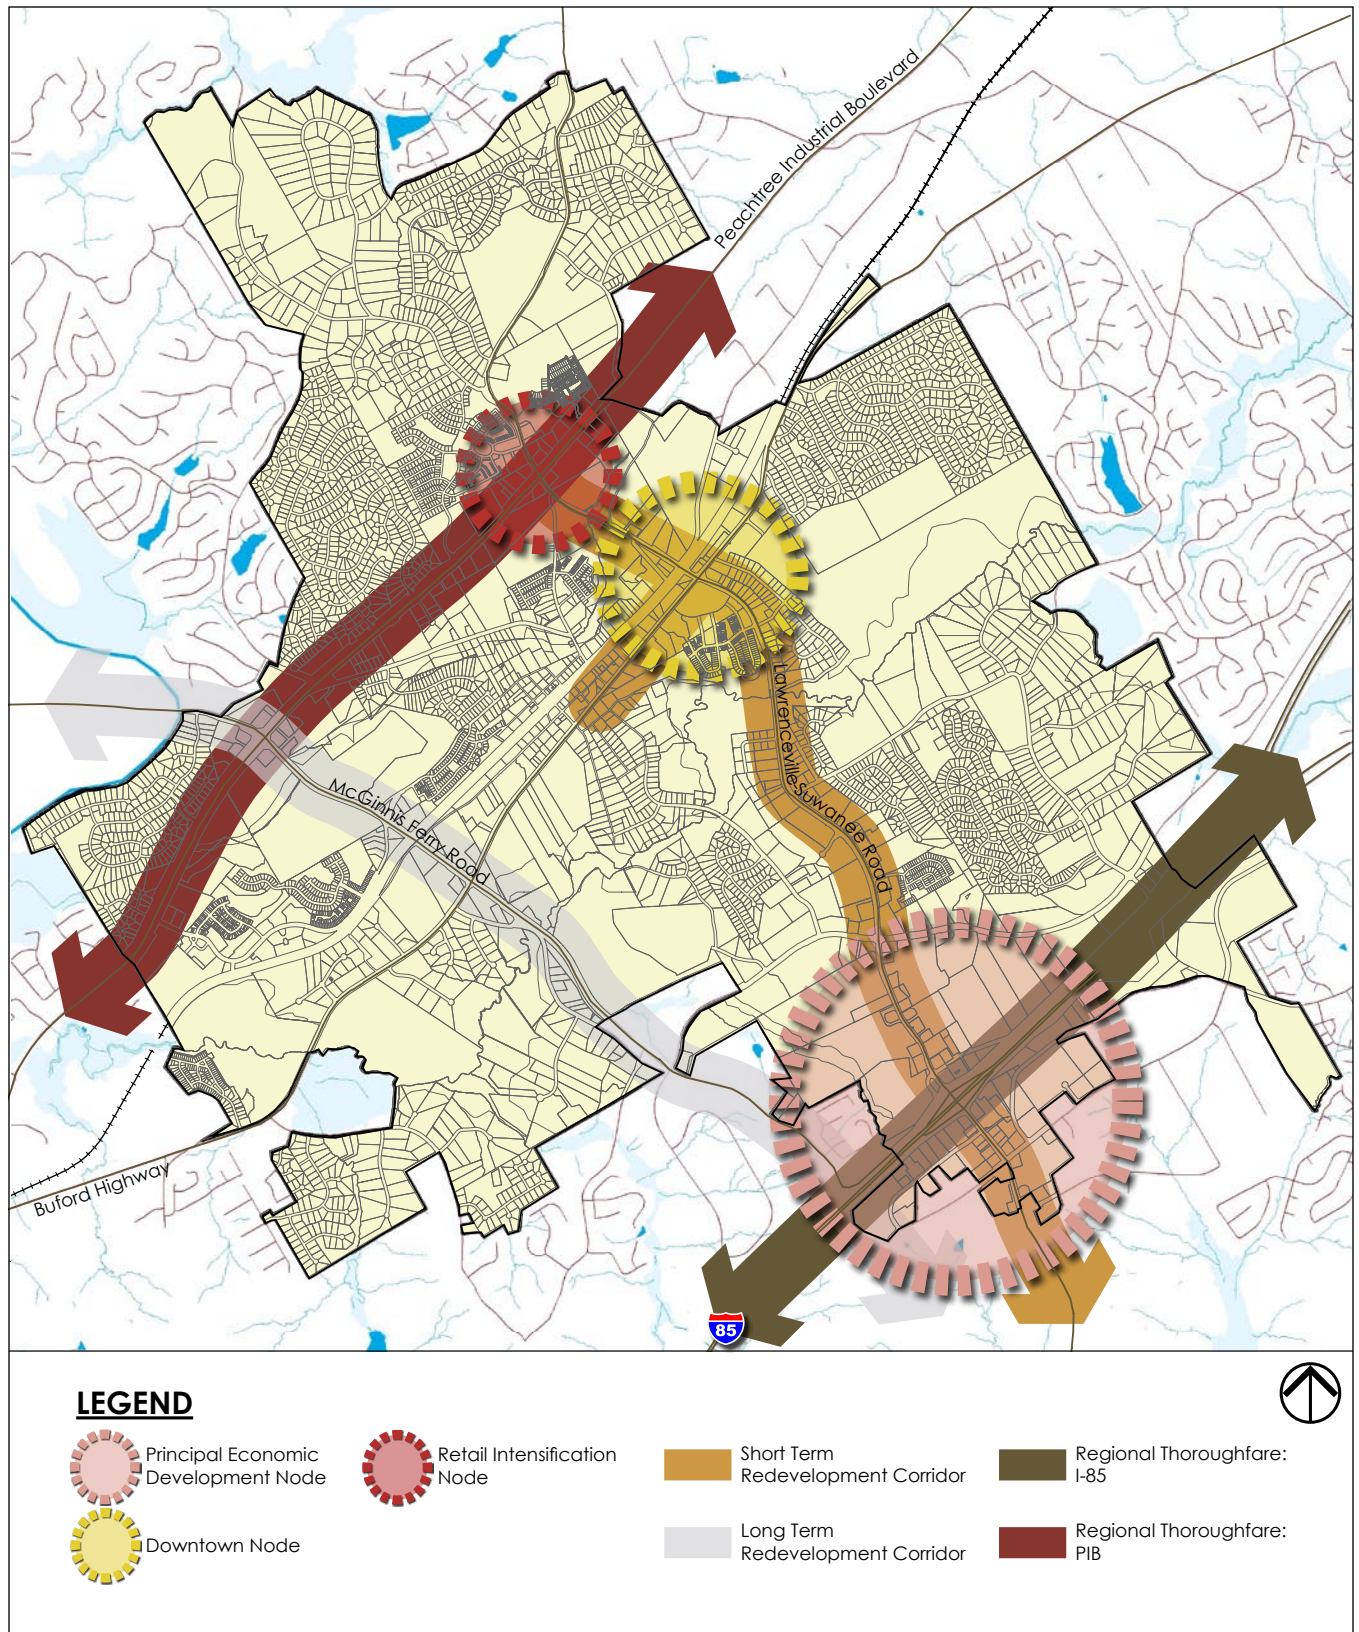 Peachtree Industrial Boulevard
Lawrenceville-Suwanee Road
McGinnis Ferry Road
Buford Highway
85
LEGEND
Principal Economic
Development Node
Downtown Node
Retail Intensification
Node
Short Term
Redevelopment Corridor
Long Term
Redevelopment Corridor
Regional Thoroughfare:
I-85
Regional Thoroughfare:
PIB